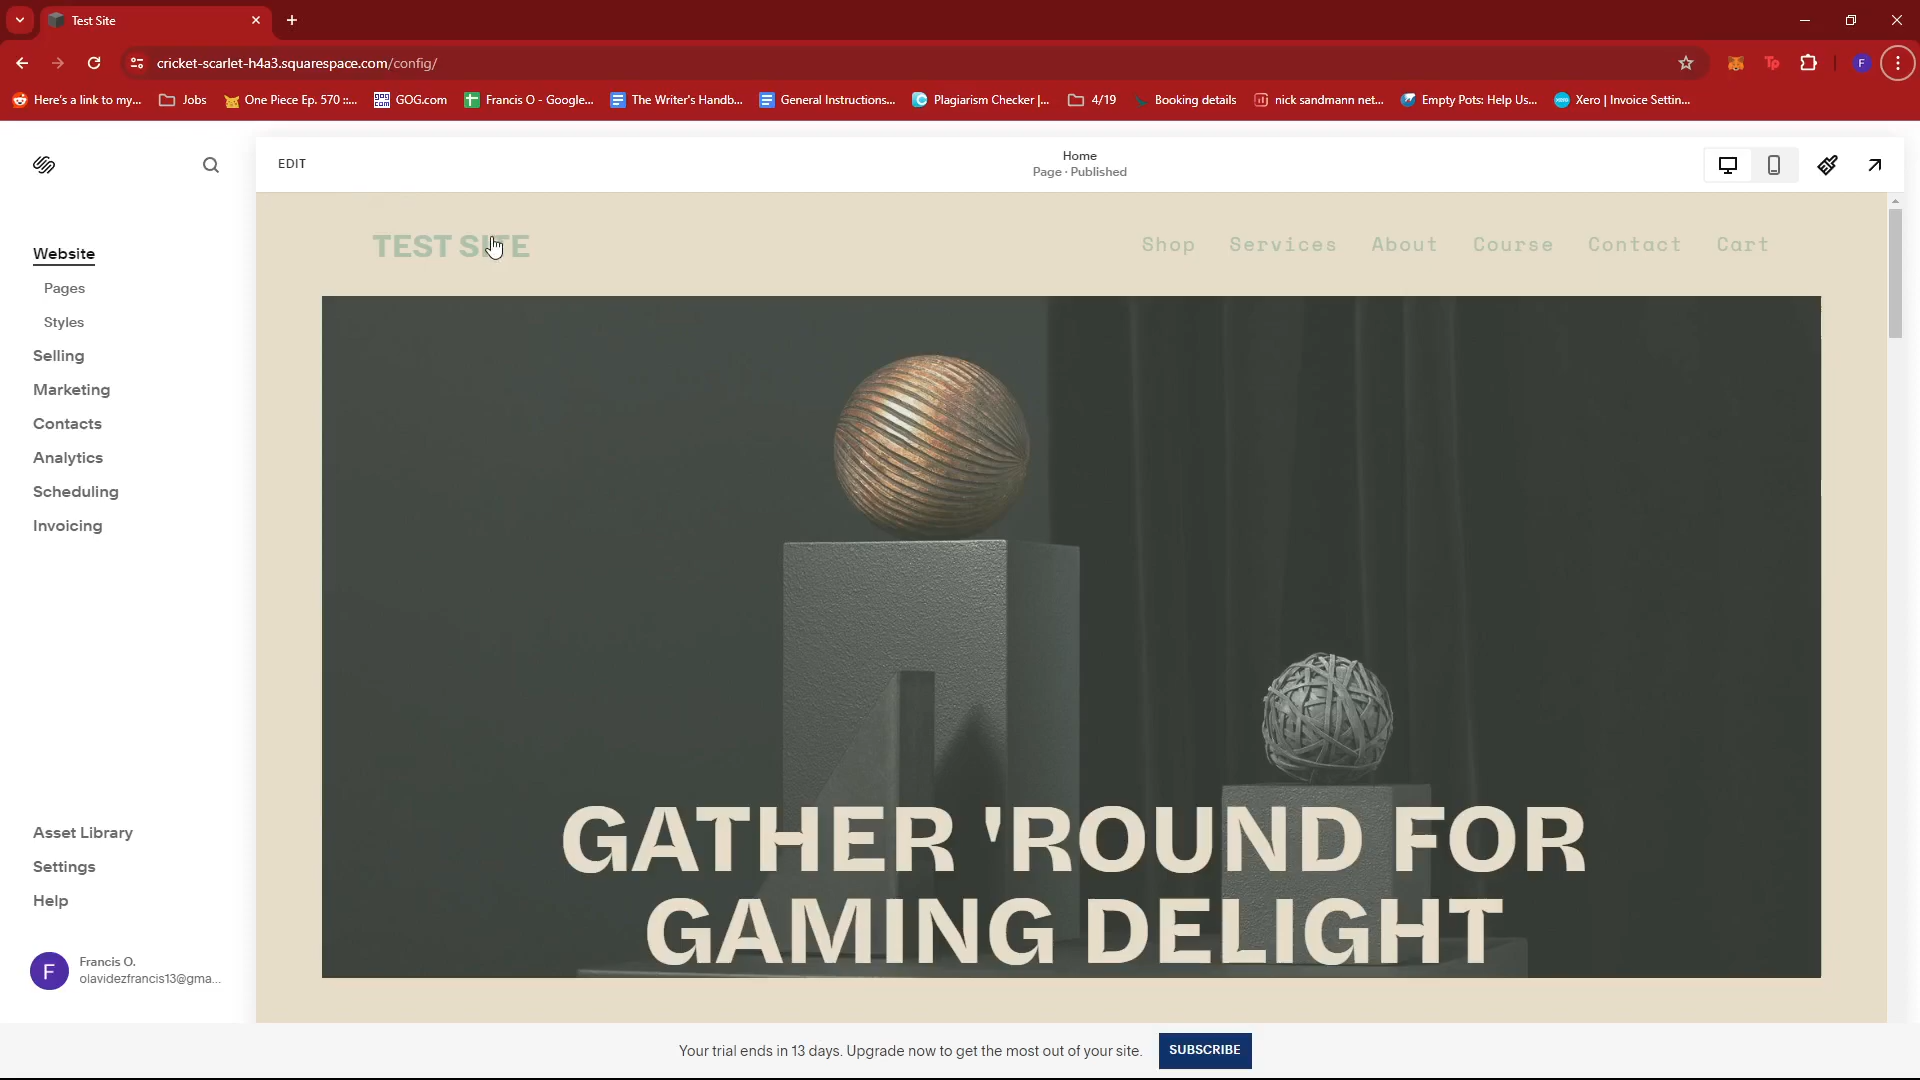 Test Site
cricket-scarlet-h4a3.squarespace.com/config/
Here's a link to my...
Jobs
One Piece Ep. 570 ::...
GOG.com
Francis O - Google...
The Writer's Handb...
General Instructions...
Plagiarism Checker |...
4/19
Booking details
nick sandmann net...
Empty Pots: Help Us...
Xero | Invoice Settin...
F
EDIT
Home
Page · Published
Website
Pages
Styles
Selling
Marketing
Contacts
Analytics
Scheduling
Invoicing
Asset Library
Settings
Help
F
Francis O.
olavidezfrancis13@gma...
TEST SITE
Shop Services About Course Contact Cart
GATHER 'ROUND FOR
GAMING DELIGHT
Your trial ends in 13 days. Upgrade now to get the most out of your site.
SUBSCRIBE